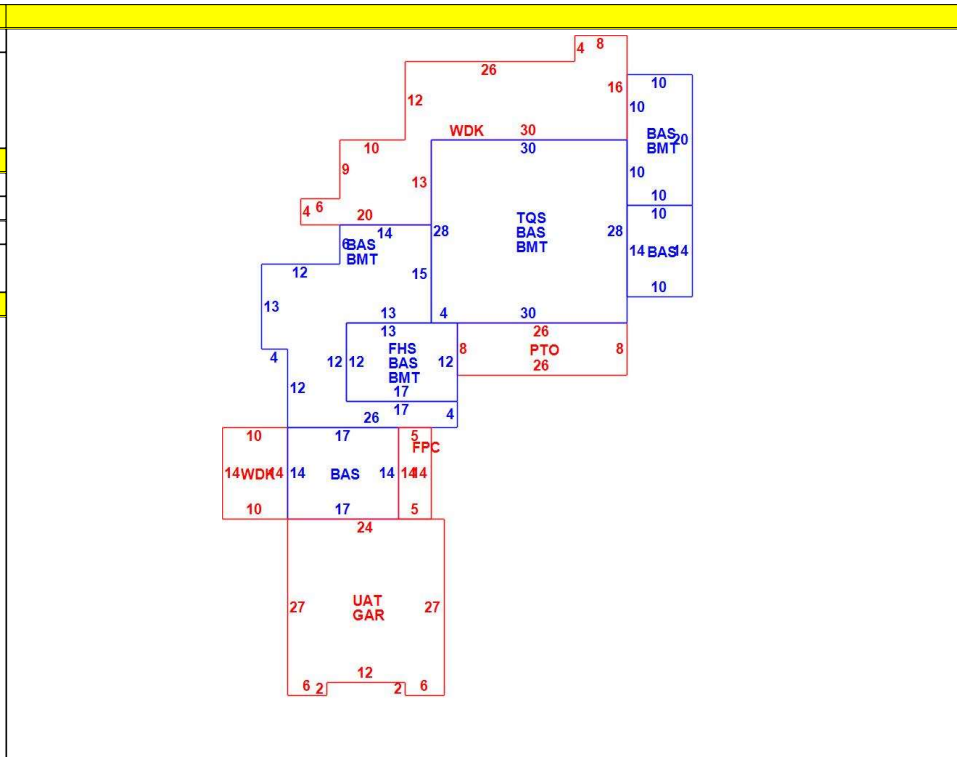 4 8
26
10
16
12
10
BAS 20
BMT
WDK 30
30
10
9
10
13
10
4 6
10
20
14
TQS
BAS
BMT
28
28
6 BAS
BMT
14 BAS 14
12
15
10
13
13 4 30
13
26
4
FHS
BAS
BMT
12 12 12
8 PTO 8
26
12
17
17
26 4
10 17 5
FPC
14 WDK 14 14 BAS 14 14 14
10 17 5
24
27 UAT 27
GAR
12
6 2 2 6